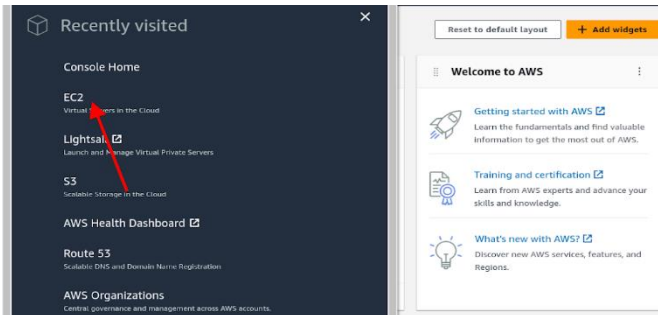 Recently visited
Console Home
EC2
Virtual Servers in the Cloud
Lightsail
Launch and Manage Virtual Private Servers
S3
Scalable Storage in the Cloud
AWS Health Dashboard
Route 53
Scalable DNS and Domain Name Registration
AWS Organizations
Central governance and management across AWS accounts.
Reset to default layout
+ Add widgets
Welcome to AWS
Getting started with AWS
Learn the fundamentals and find valuable
information to get the most out of AWS.
Training and certification
Learn from AWS experts and advance your
skills and knowledge.
What's new with AWS?
Discover new AWS services, features, and
Regions.